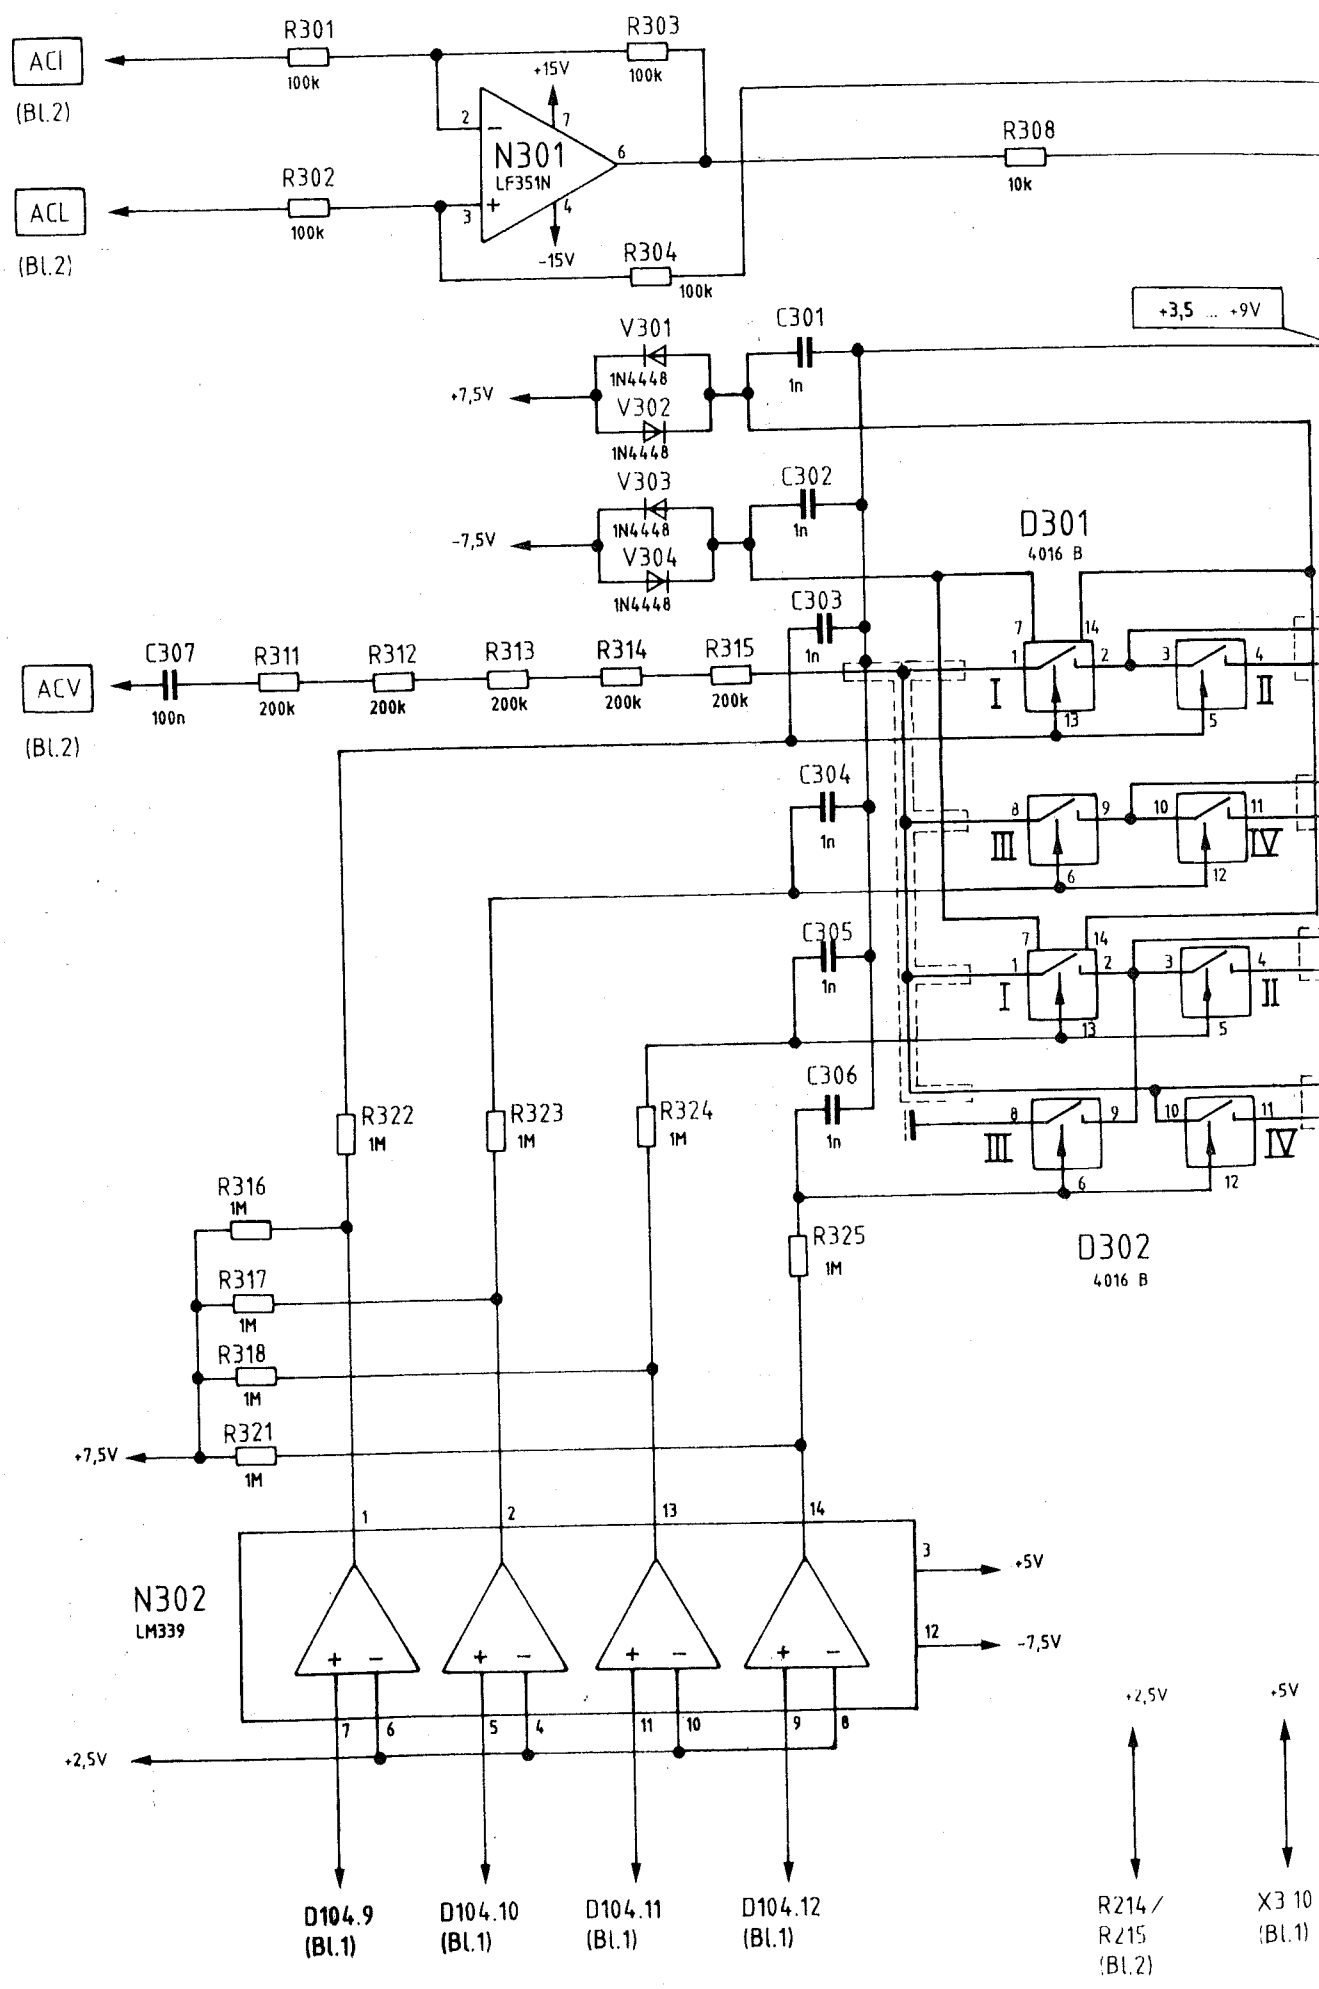 R301
R303
ACI
100k
100k
+15V
(Bl.2)
2
7
−
R308
N301
6
LF351N
10k
R302
ACL
+
3
4
100k
−15V
(Bl.2)
R304
100k
+3,5 ... +9V
C301
V301
1n
1N4448
+7,5V
V302
1N4448
C302
V303
1n
1N4448
−7,5V
V304
1N4448
D301
4016 B
C303
1n
7
14
C307
R311
R312
R313
R314
R315
1
2
3
4
ACV
100n
200k
200k
200k
200k
200k
I
II
13
5
(Bl.2)
C304
1n
8
9
10
11
III
IV
6
12
C305
1n
7
14
1
2
3
4
I
II
13
5
C306
1n
R322
1M
R323
1M
R324
1M
8
9
10
11
III
IV
6
12
R316
1M
R325
1M
D302
4016 B
R317
1M
R318
1M
R321
+7,5V
1M
1
2
13
14
3
+5V
N302
LM339
12
−7,5V
+ −
+ −
+ −
+ −
7
6
5
4
11
10
9
8
+2,5V
+2,5V
+5V
D104.9
(Bl.1)
D104.10
(Bl.1)
D104.11
(Bl.1)
D104.12
(Bl.1)
R214/
R215
(Bl.2)
X3 10
(Bl.1)